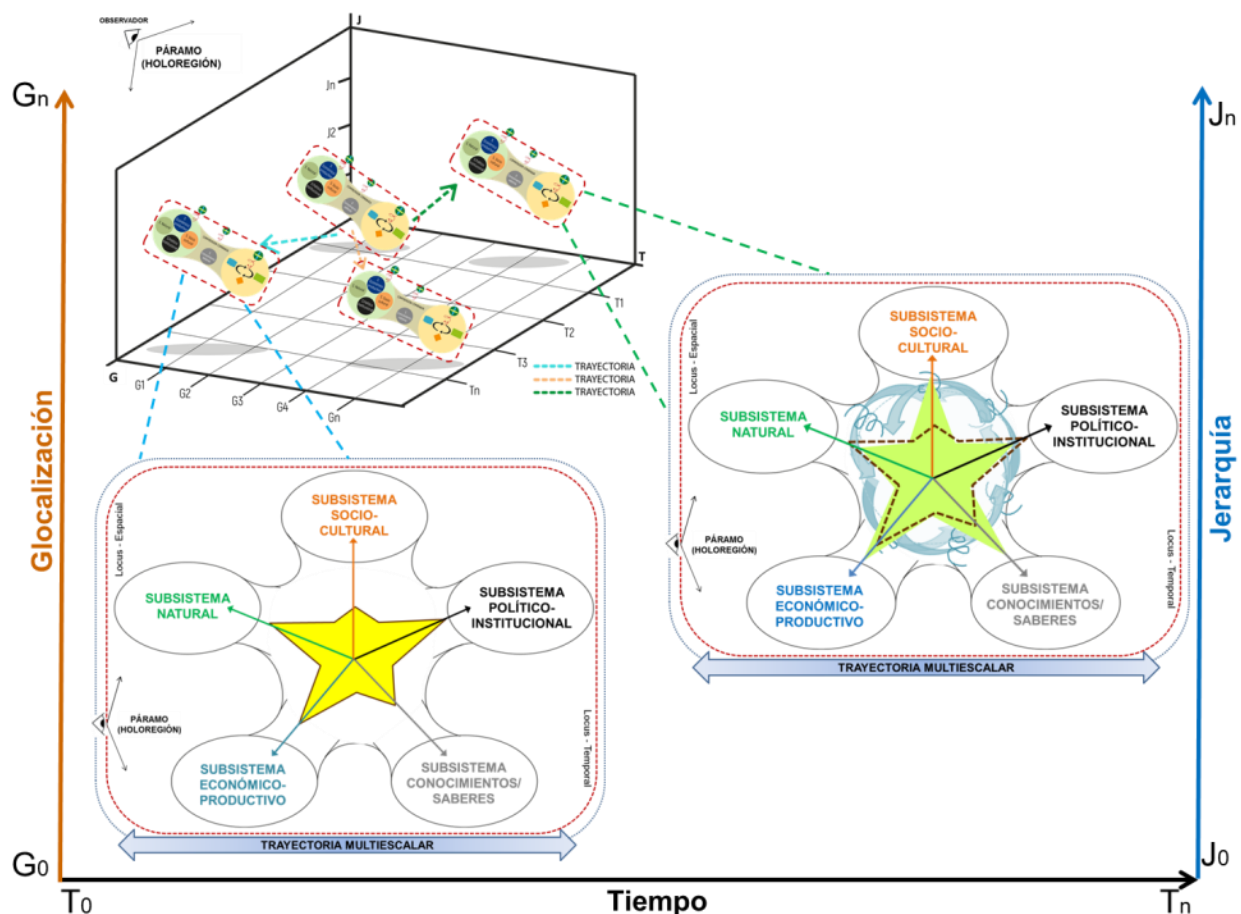 OBSERVADOR
PÁRAMO
(HOLOREGIÓN)
J
Jn
J2
T
T1
T2
T3
Tn
G
G1
G2
G3
G4
Gn
TRAYECTORIA
TRAYECTORIA
TRAYECTORIA
Gn
Glocalización
G0
T0
Tiempo
Tn
Jn
Jerarquía
J0
Locus - Espacial
SUBSISTEMA
SOCIO-
CULTURAL
SUBSISTEMA
NATURAL
SUBSISTEMA
POLÍTICO-
INSTITUCIONAL
PÁRAMO
(HOLOREGIÓN)
Locus - Temporal
SUBSISTEMA
ECONÓMICO-
PRODUCTIVO
SUBSISTEMA
CONOCIMIENTOS/
SABERES
TRAYECTORIA MULTIESCALAR
Locus - Espacial
SUBSISTEMA
SOCIO-
CULTURAL
SUBSISTEMA
NATURAL
SUBSISTEMA
POLÍTICO-
INSTITUCIONAL
PÁRAMO
(HOLOREGIÓN)
Locus - Temporal
SUBSISTEMA
ECONÓMICO-
PRODUCTIVO
SUBSISTEMA
CONOCIMIENTOS/
SABERES
TRAYECTORIA MULTIESCALAR